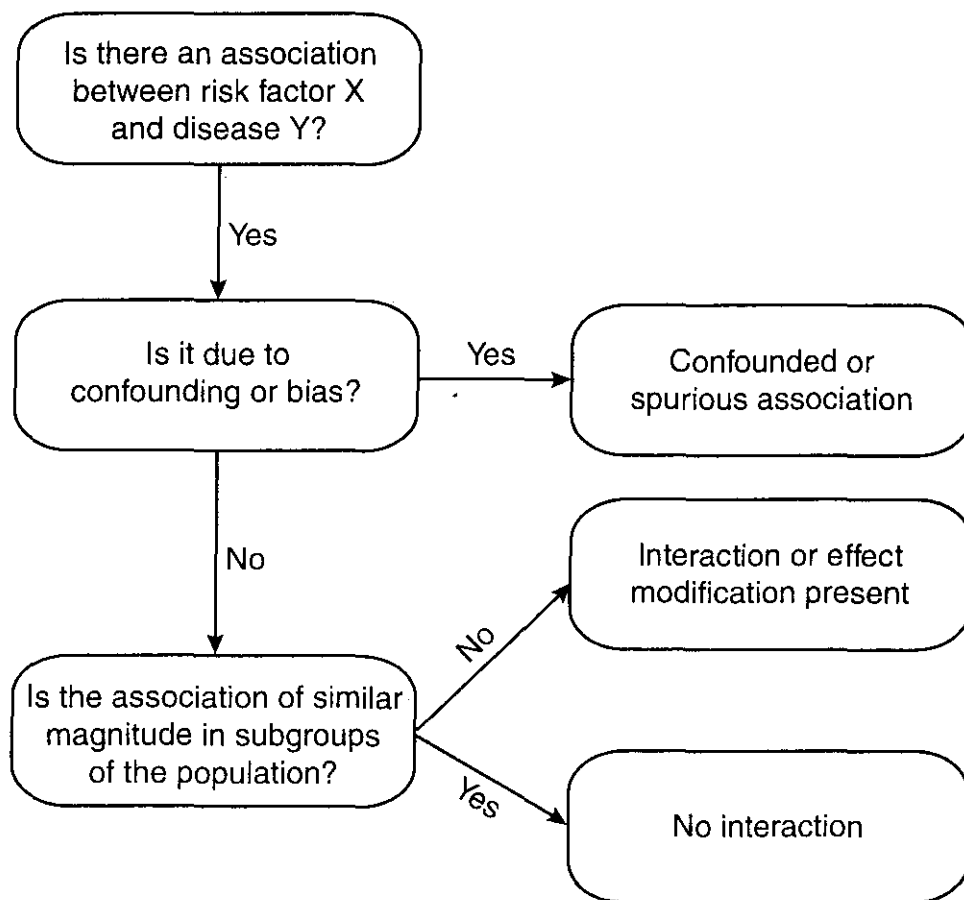 Is there an association
between risk factor X
and disease Y?
Yes
Is it due to
confounding or bias?
Yes
Confounded or
spurious association
No
Interaction or effect
modification present
No
Is the association of similar
magnitude in subgroups
of the population?
Yes
No interaction